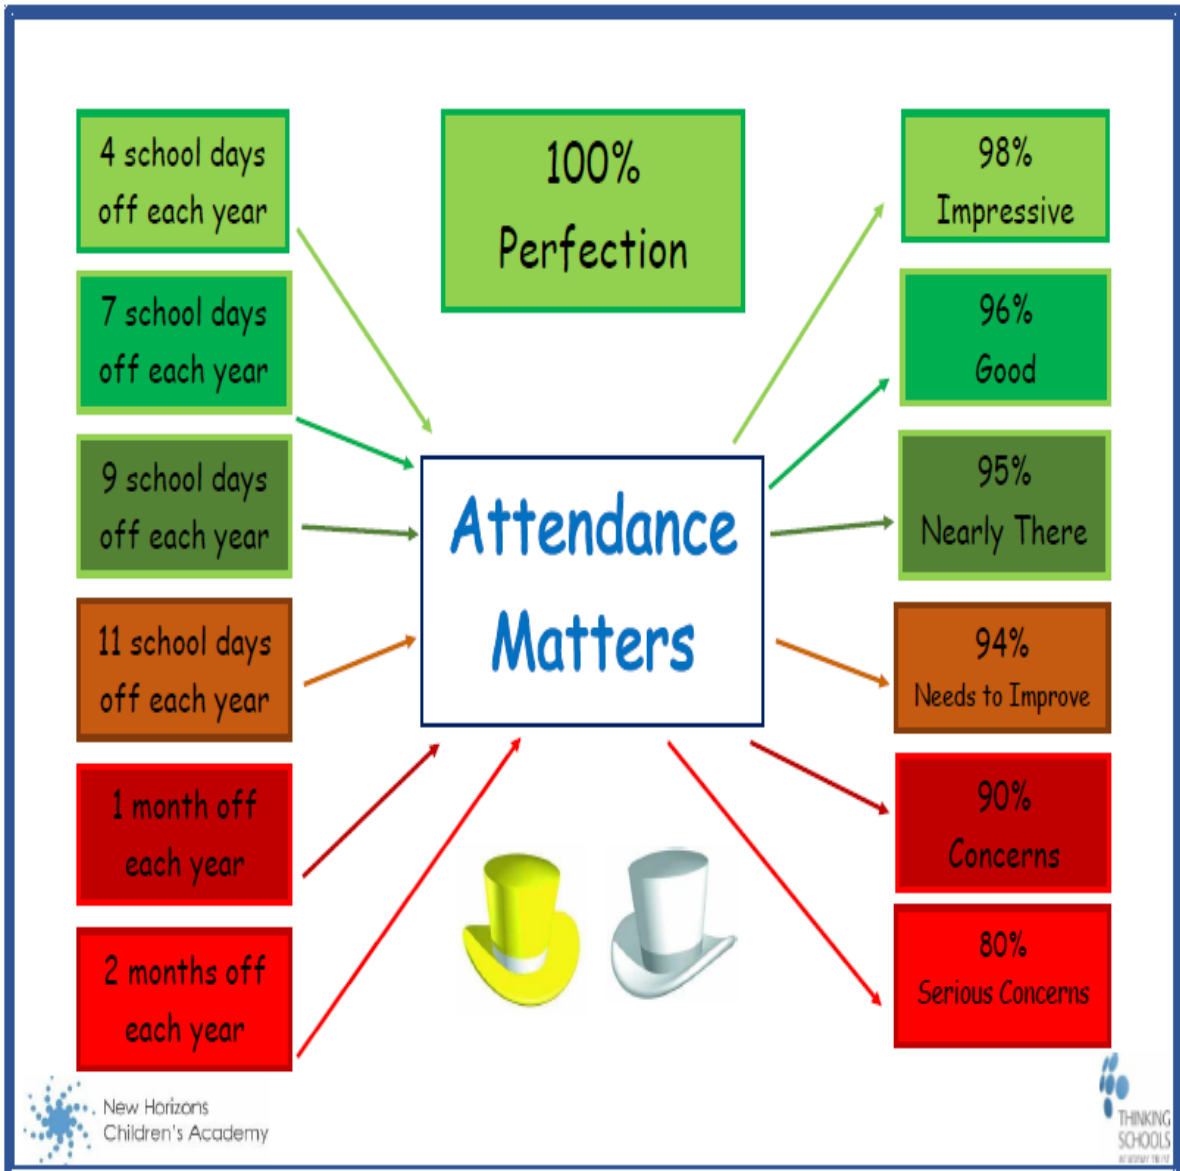 4 school days
off each year
100%
Perfection
98%
Impressive
7 school days
off each year
96%
Good
9 school days
off each year
95%
Nearly There
Attendance
Matters
11 school days
off each year
94%
Needs to Improve
1 month off
each year
90%
Concerns
2 months off
each year
80%
Serious Concerns
New Horizons
Children's Academy
THINKING
SCHOOLS
ACADEMY TRUST